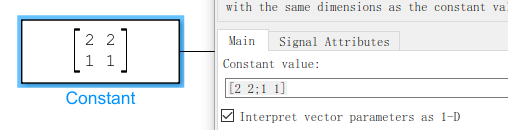 with the same dimensions as the constant val
2 2
1 1
Constant
Main Signal Attributes
Constant value:
[2 2;1 1]
Interpret vector parameters as 1-D